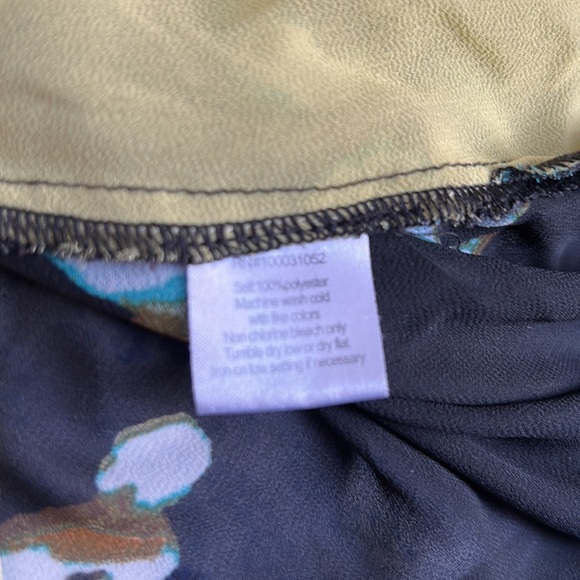 RN#100031052
Self:100%polyester
Machine wash cold
with like colors
Non chlorine bleach only
Tumble dry low or dry flat
Iron on low setting if necessary